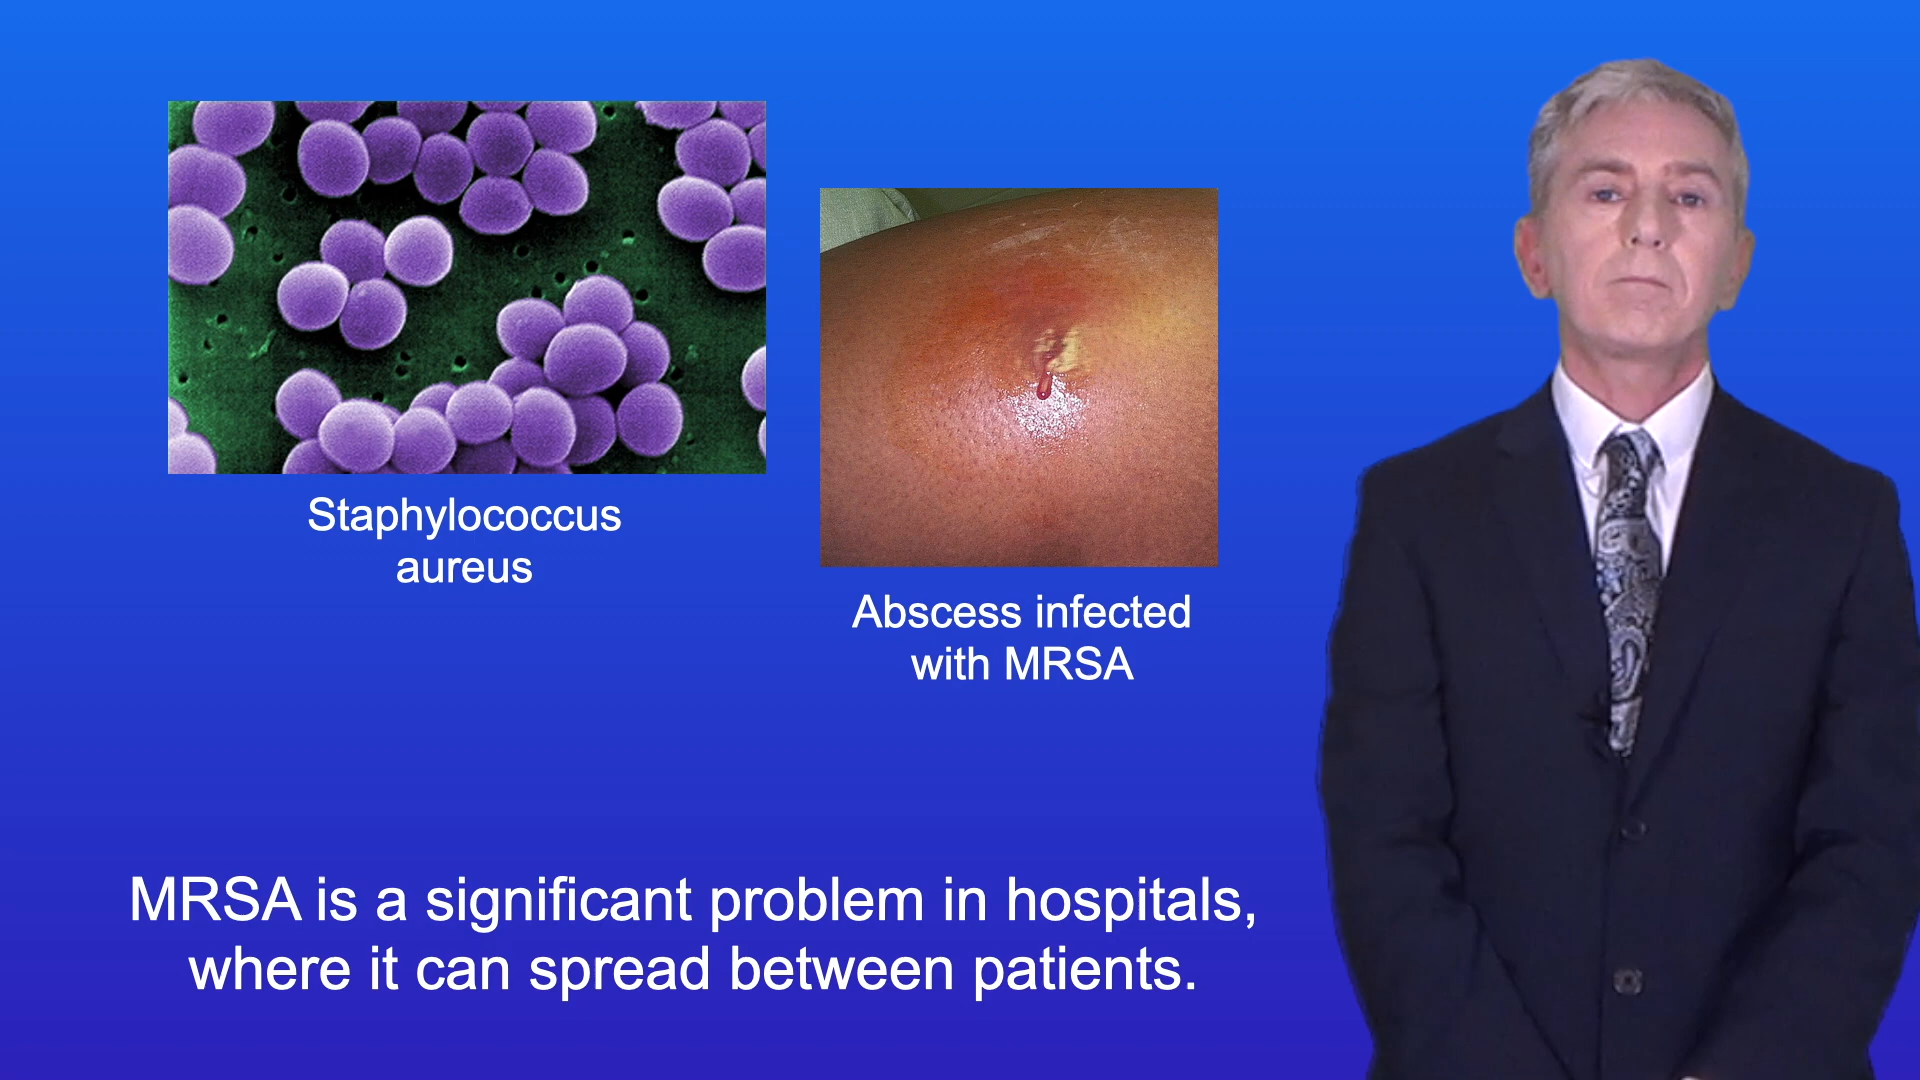 Staphylococcus
aureus
Abscess infected
with MRSA
MRSA is a significant problem in hospitals,
where it can spread between patients.